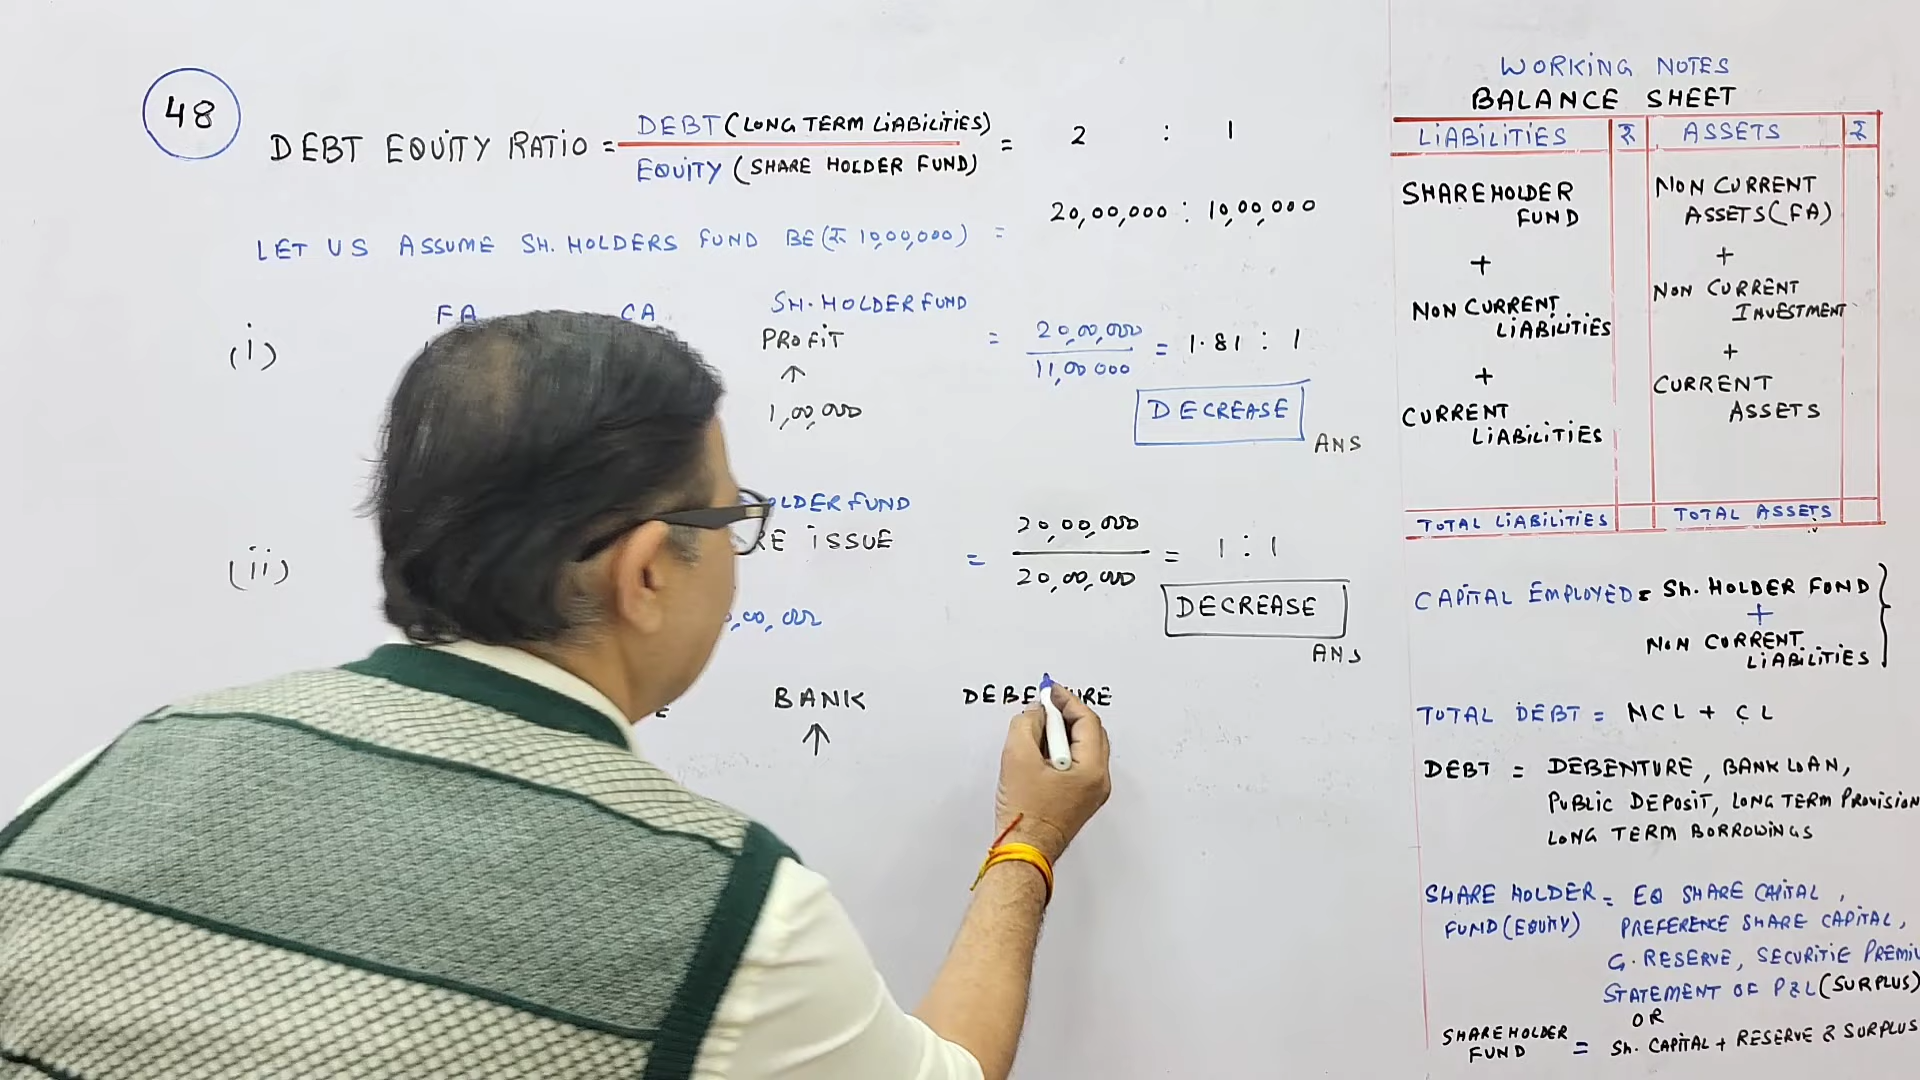 48
DEBT EQUITY RATIO = DEBT (LONG TERM LIABILITIES) = 2 : 1
EQUITY (SHARE HOLDER FUND)
20,00,000 : 10,00,000
LET US ASSUME SH. HOLDERS FUND BE (₹ 10,00,000) =
FA CA SH. HOLDER FUND
(i) PROFIT = 20,00,000 = 1.81 : 1
11,00 000
↑
1,00,000
DECREASE
ANS
OLDER FUND
(ii) RE ISSUE = 20,00,000 = 1 : 1
20,00,000
DECREASE
ANS
BANK
↑
WORKING NOTES
BALANCE SHEET
LIABILITIES ₹ ASSETS ₹
SHAREHOLDER
FUND
+
NON CURRENT
LIABILITIES
+
CURRENT
LIABILITIES
NON CURRENT
ASSETS (FA)
+
NON CURRENT
INVESTMENT
+
CURRENT
ASSETS
TOTAL LIABILITIES TOTAL ASSETS
CAPITAL EMPLOYED = SH. HOLDER FOND
+
NON CURRENT
LIABILITIES
TOTAL DEBT = NCL + CL
DEBT = DEBENTURE, BANK LOAN,
PUBLIC DEPOSIT, LONG TERM PROVISION
LONG TERM BORROWINGS
SHARE HOLDER = EQ SHARE CAPITAL,
FUND (EQUITY) PREFERENCE SHARE CAPITAL,
G. RESERVE, SECURITIE PREMIU
STATEMENT OF P&L (SURPLUS)
OR
SHAREHOLDER
FUND = SH. CAPITAL + RESERVE & SURPLUS